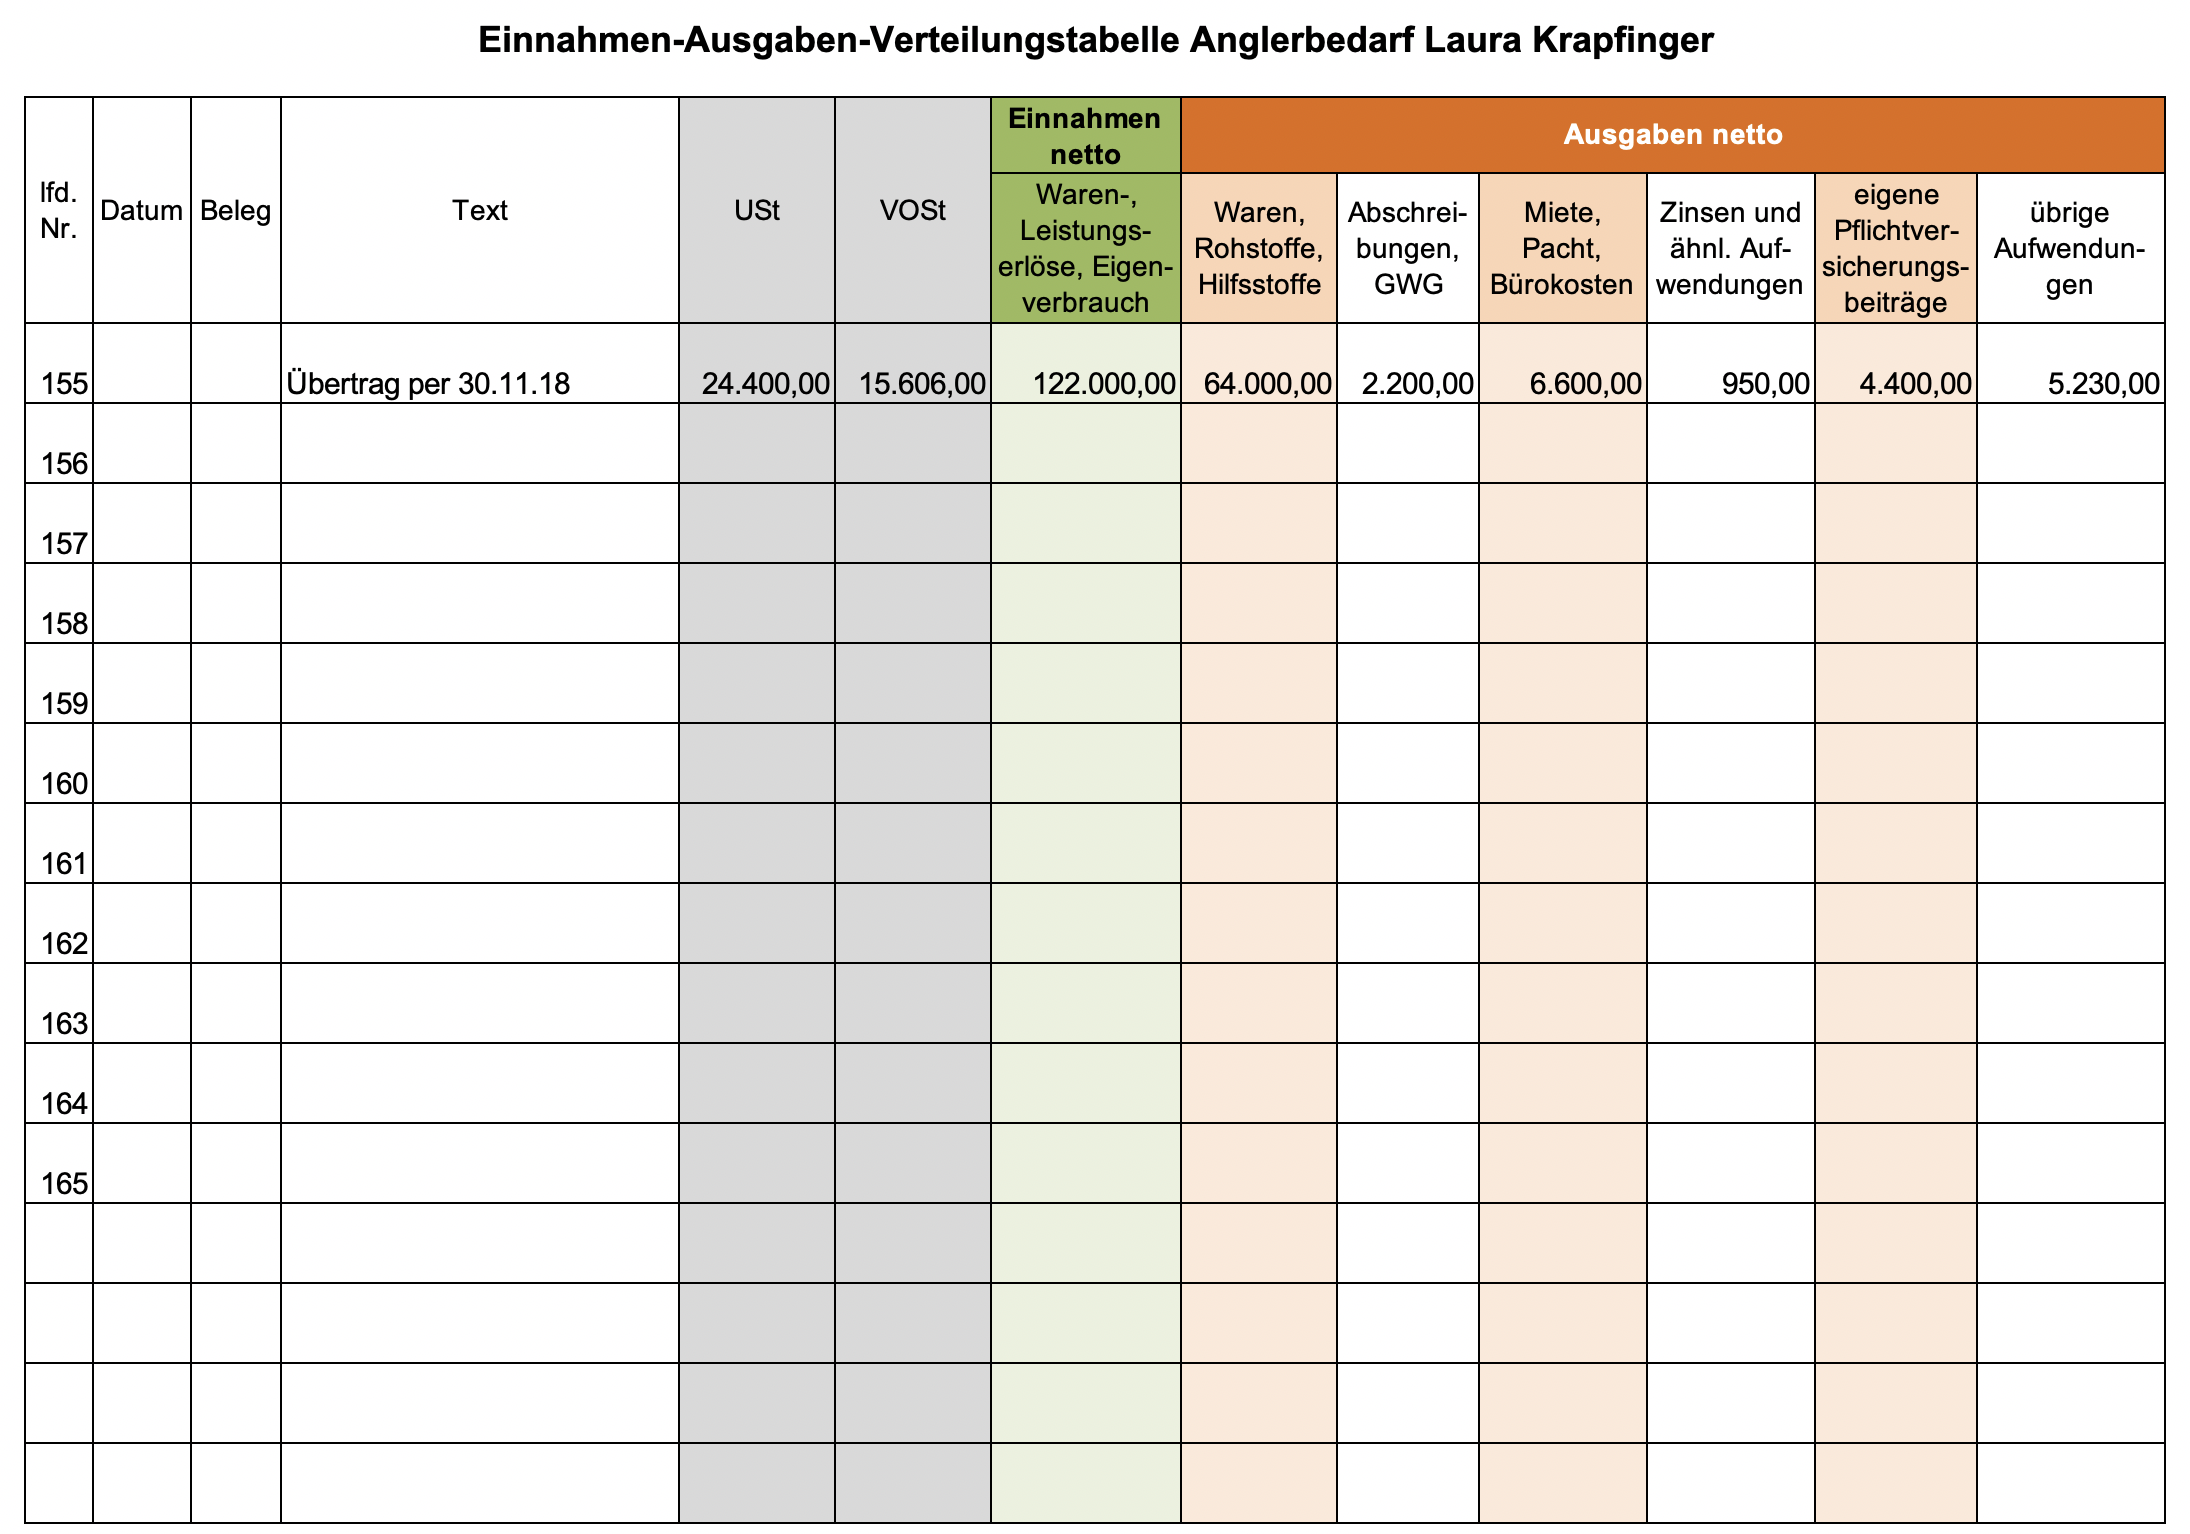 Einnahmen-Ausgaben-Verteilungstabelle Anglerbedarf Laura Krapfinger
lfd.
Nr.
Datum
Beleg
Text
USt
VOSt
Einnahmen
netto
Waren-,
Leistungs-
erlöse, Eigen-
verbrauch
Ausgaben netto
Waren,
Rohstoffe,
Hilfsstoffe
Abschrei-
bungen,
GWG
Miete,
Pacht,
Bürokosten
Zinsen und
ähnl. Auf-
wendungen
eigene
Pflichtver-
sicherungs-
beiträge
übrige
Aufwendun-
gen
155 Übertrag per 30.11.18 24.400,00 15.606,00 122.000,00 64.000,00 2.200,00 6.600,00 950,00 4.400,00 5.230,00
156
157
158
159
160
161
162
163
164
165